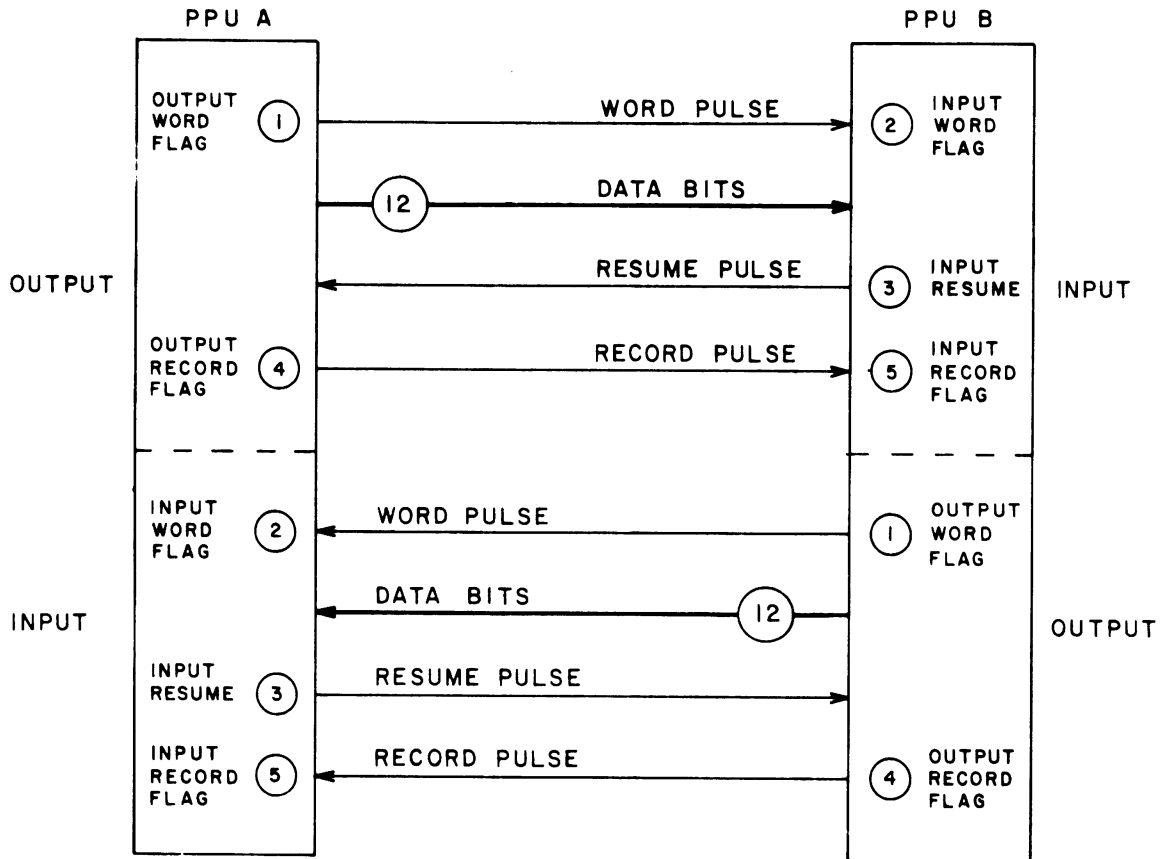 PPU A
PPU B
OUTPUT
WORD
FLAG
1
WORD PULSE
2
INPUT
WORD
FLAG
12
DATA BITS
OUTPUT
RESUME PULSE
3
INPUT
RESUME
INPUT
OUTPUT
RECORD
FLAG
4
RECORD PULSE
5
INPUT
RECORD
FLAG
INPUT
WORD
FLAG
2
WORD PULSE
1
OUTPUT
WORD
FLAG
INPUT
DATA BITS
12
OUTPUT
INPUT
RESUME
3
RESUME PULSE
INPUT
RECORD
FLAG
5
RECORD PULSE
4
OUTPUT
RECORD
FLAG